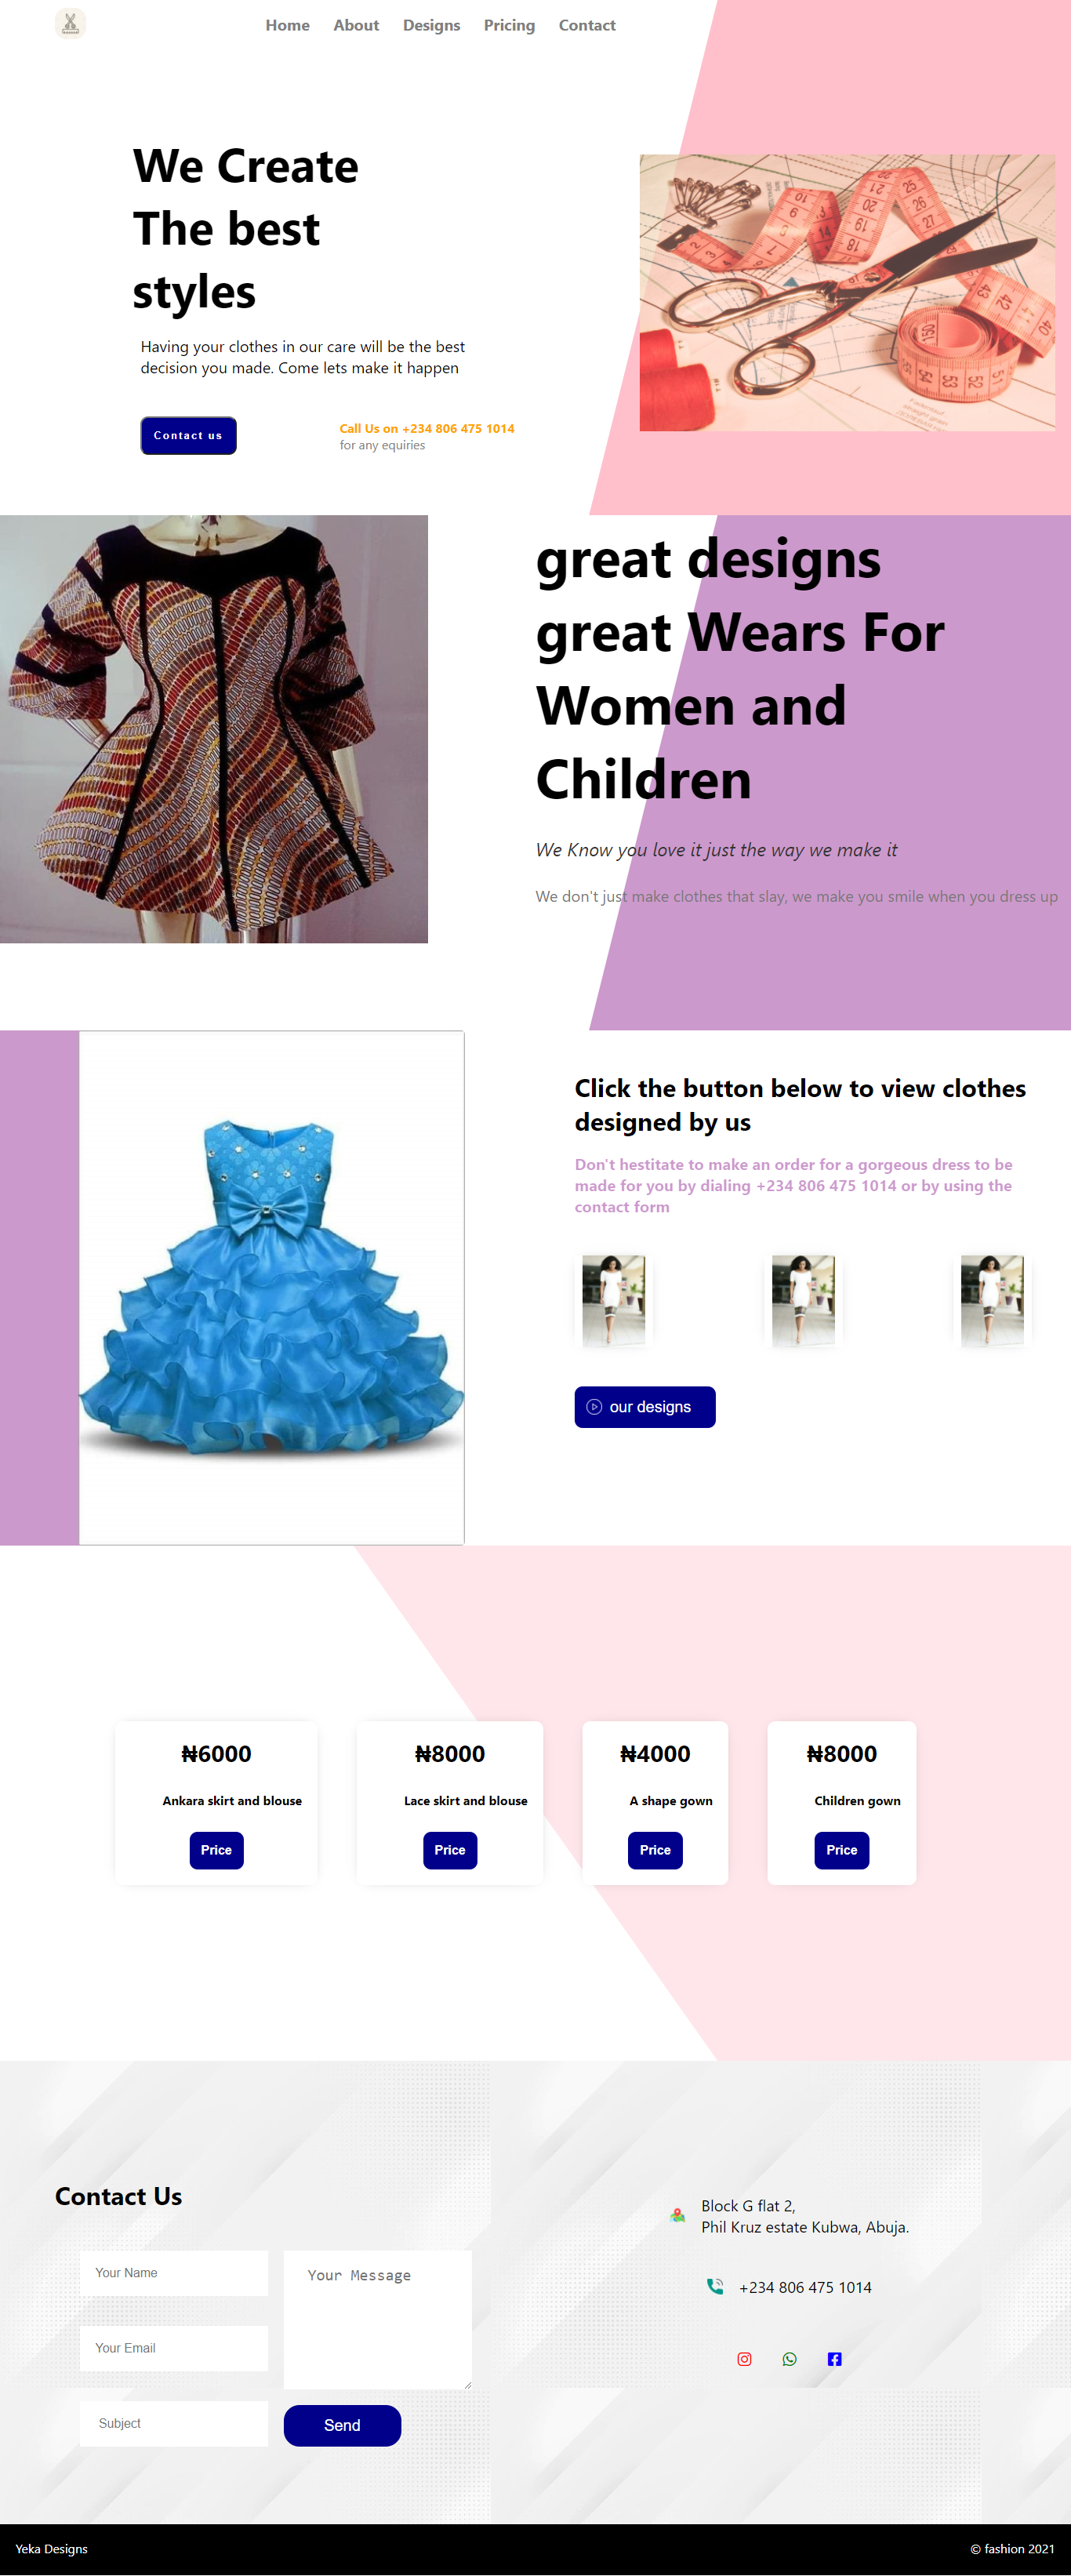 Home About Designs Pricing Contact
We Create
The best
styles
Having your clothes in our care will be the best
decision you made. Come lets make it happen
Contact us
Call Us on +234 806 475 1014
for any equiries
great designs
great Wears For
Women and
Children
We Know you love it just the way we make it
We don't just make clothes that slay, we make you smile when you dress up
Click the button below to view clothes
designed by us
Don't hestitate to make an order for a gorgeous dress to be
made for you by dialing +234 806 475 1014 or by using the
contact form
our designs
₦6000
Ankara skirt and blouse
Price
₦8000
Lace skirt and blouse
Price
₦4000
A shape gown
Price
₦8000
Children gown
Price
Contact Us
Your Name
Your Email
Subject
Your Message
Send
Block G flat 2,
Phil Kruz estate Kubwa, Abuja.
+234 806 475 1014
Yeka Designs
© fashion 2021